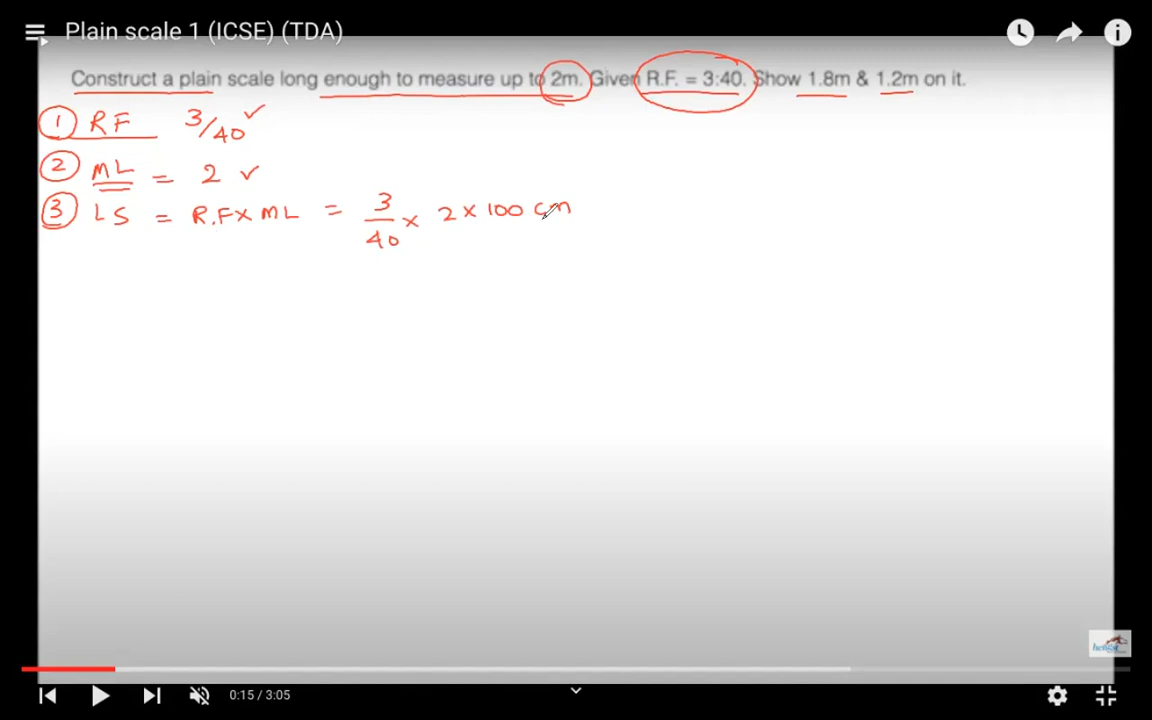 Plain scale 1 (ICSE) (TDA)
Construct a plain scale long enough to measure up to 2m. Given R.F. = 3:40. Show 1.8m & 1.2m on it.
① RF 3/40 ✓
② ML = 2 ✓
③ LS = R.F× ML = 3/40 × 2 × 100 cm
0:15 / 3:05